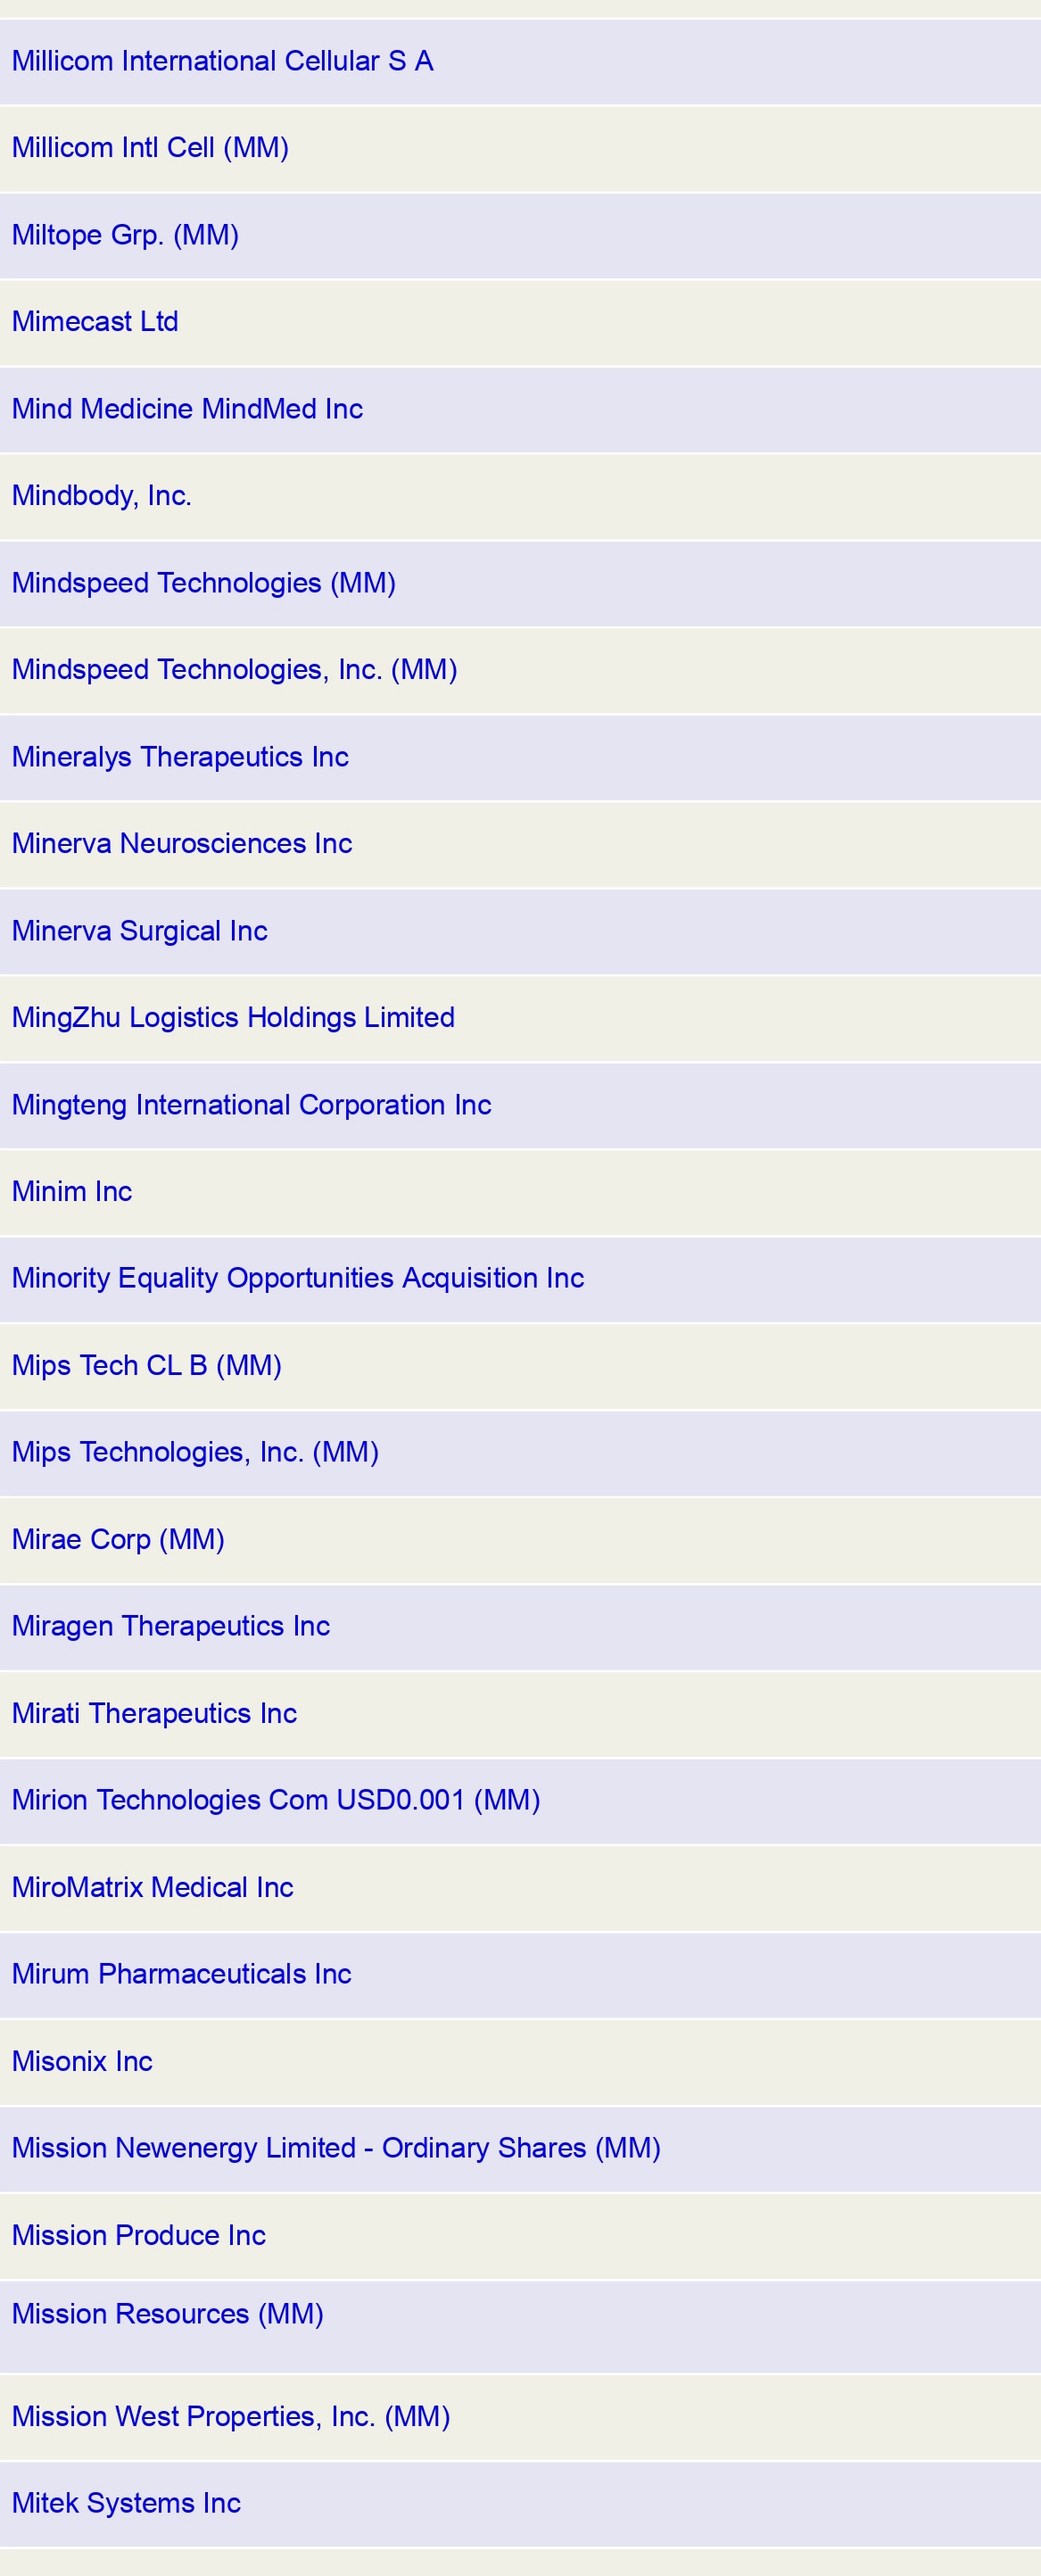 Millicom International Cellular S A
Millicom Intl Cell (MM)
Miltope Grp. (MM)
Mimecast Ltd
Mind Medicine MindMed Inc
Mindbody, Inc.
Mindspeed Technologies (MM)
Mindspeed Technologies, Inc. (MM)
Mineralys Therapeutics Inc
Minerva Neurosciences Inc
Minerva Surgical Inc
MingZhu Logistics Holdings Limited
Mingteng International Corporation Inc
Minim Inc
Minority Equality Opportunities Acquisition Inc
Mips Tech CL B (MM)
Mips Technologies, Inc. (MM)
Mirae Corp (MM)
Miragen Therapeutics Inc
Mirati Therapeutics Inc
Mirion Technologies Com USD0.001 (MM)
MiroMatrix Medical Inc
Mirum Pharmaceuticals Inc
Misonix Inc
Mission Newenergy Limited - Ordinary Shares (MM)
Mission Produce Inc
Mission Resources (MM)
Mission West Properties, Inc. (MM)
Mitek Systems Inc